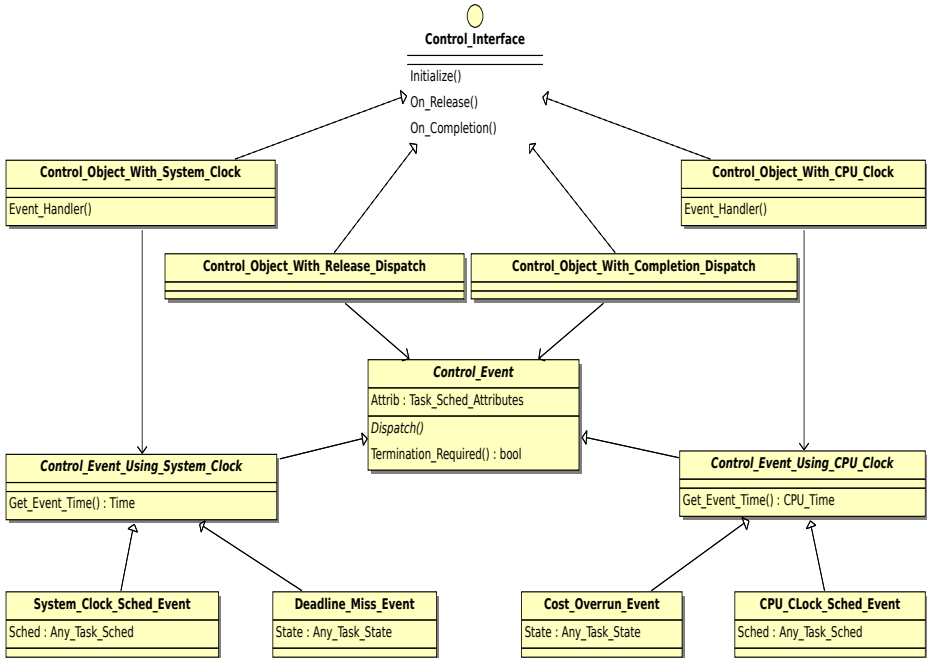 Control_Interface
Initialize()
On_Release()
On_Completion()
Control_Object_With_System_Clock
Event_Handler()
Control_Object_With_CPU_Clock
Event_Handler()
Control_Object_With_Release_Dispatch
Control_Object_With_Completion_Dispatch
Control_Event
Attrib : Task_Sched_Attributes
Dispatch()
Termination_Required() : bool
Control_Event_Using_System_Clock
Get_Event_Time() : Time
Control_Event_Using_CPU_Clock
Get_Event_Time() : CPU_Time
System_Clock_Sched_Event
Sched : Any_Task_Sched
Deadline_Miss_Event
State : Any_Task_State
Cost_Overrun_Event
State : Any_Task_State
CPU_CLock_Sched_Event
Sched : Any_Task_Sched